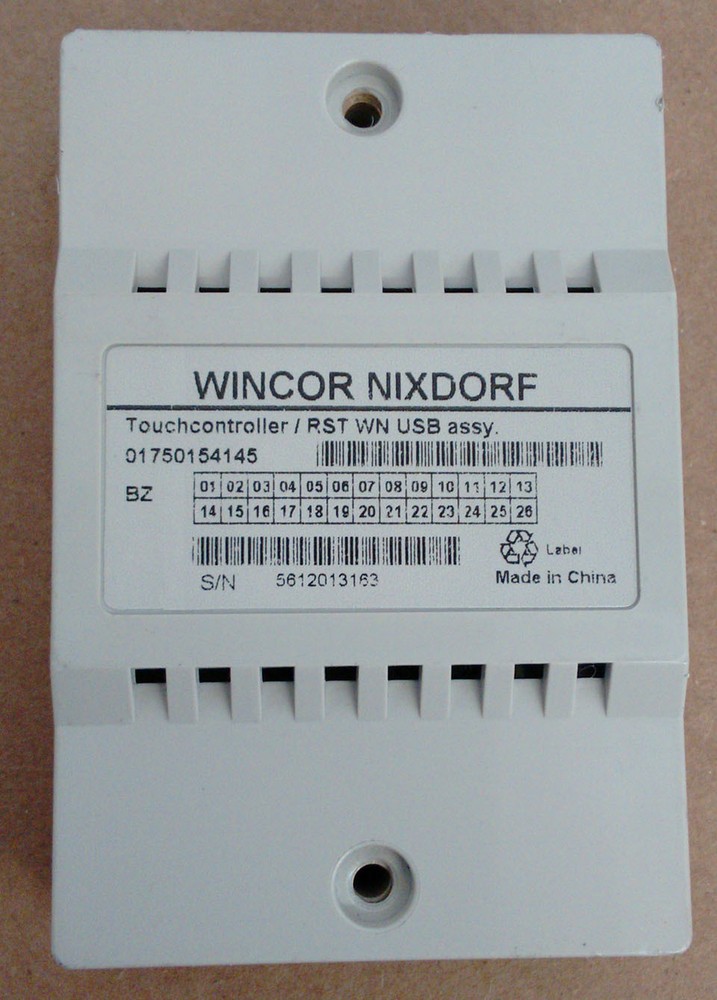 WINCOR NIXDORF
Touchcontroller / RST WN USB assy.
01750154145
BZ
01 02 03 04 05 06 07 08 09 10 11 12 13
14 15 16 17 18 19 20 21 22 23 24 25 26
Label
S/N 5612013163 Made in China